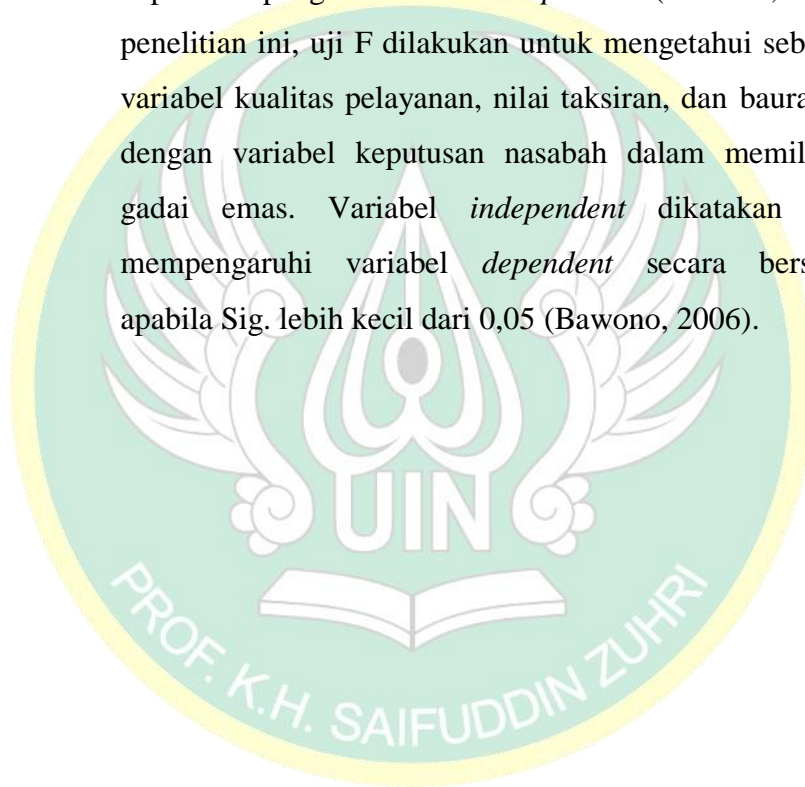 penelitian ini, uji F dilakukan untuk mengetahui seb
variabel kualitas pelayanan, nilai taksiran, dan baura
dengan variabel keputusan nasabah dalam memil
gadai emas. Variabel independent dikatakan
mempengaruhi variabel dependent secara bers
apabila Sig. lebih kecil dari 0,05 (Bawono, 2006).
UIN
PROF. K.H. SAIFUDDIN ZUHRI